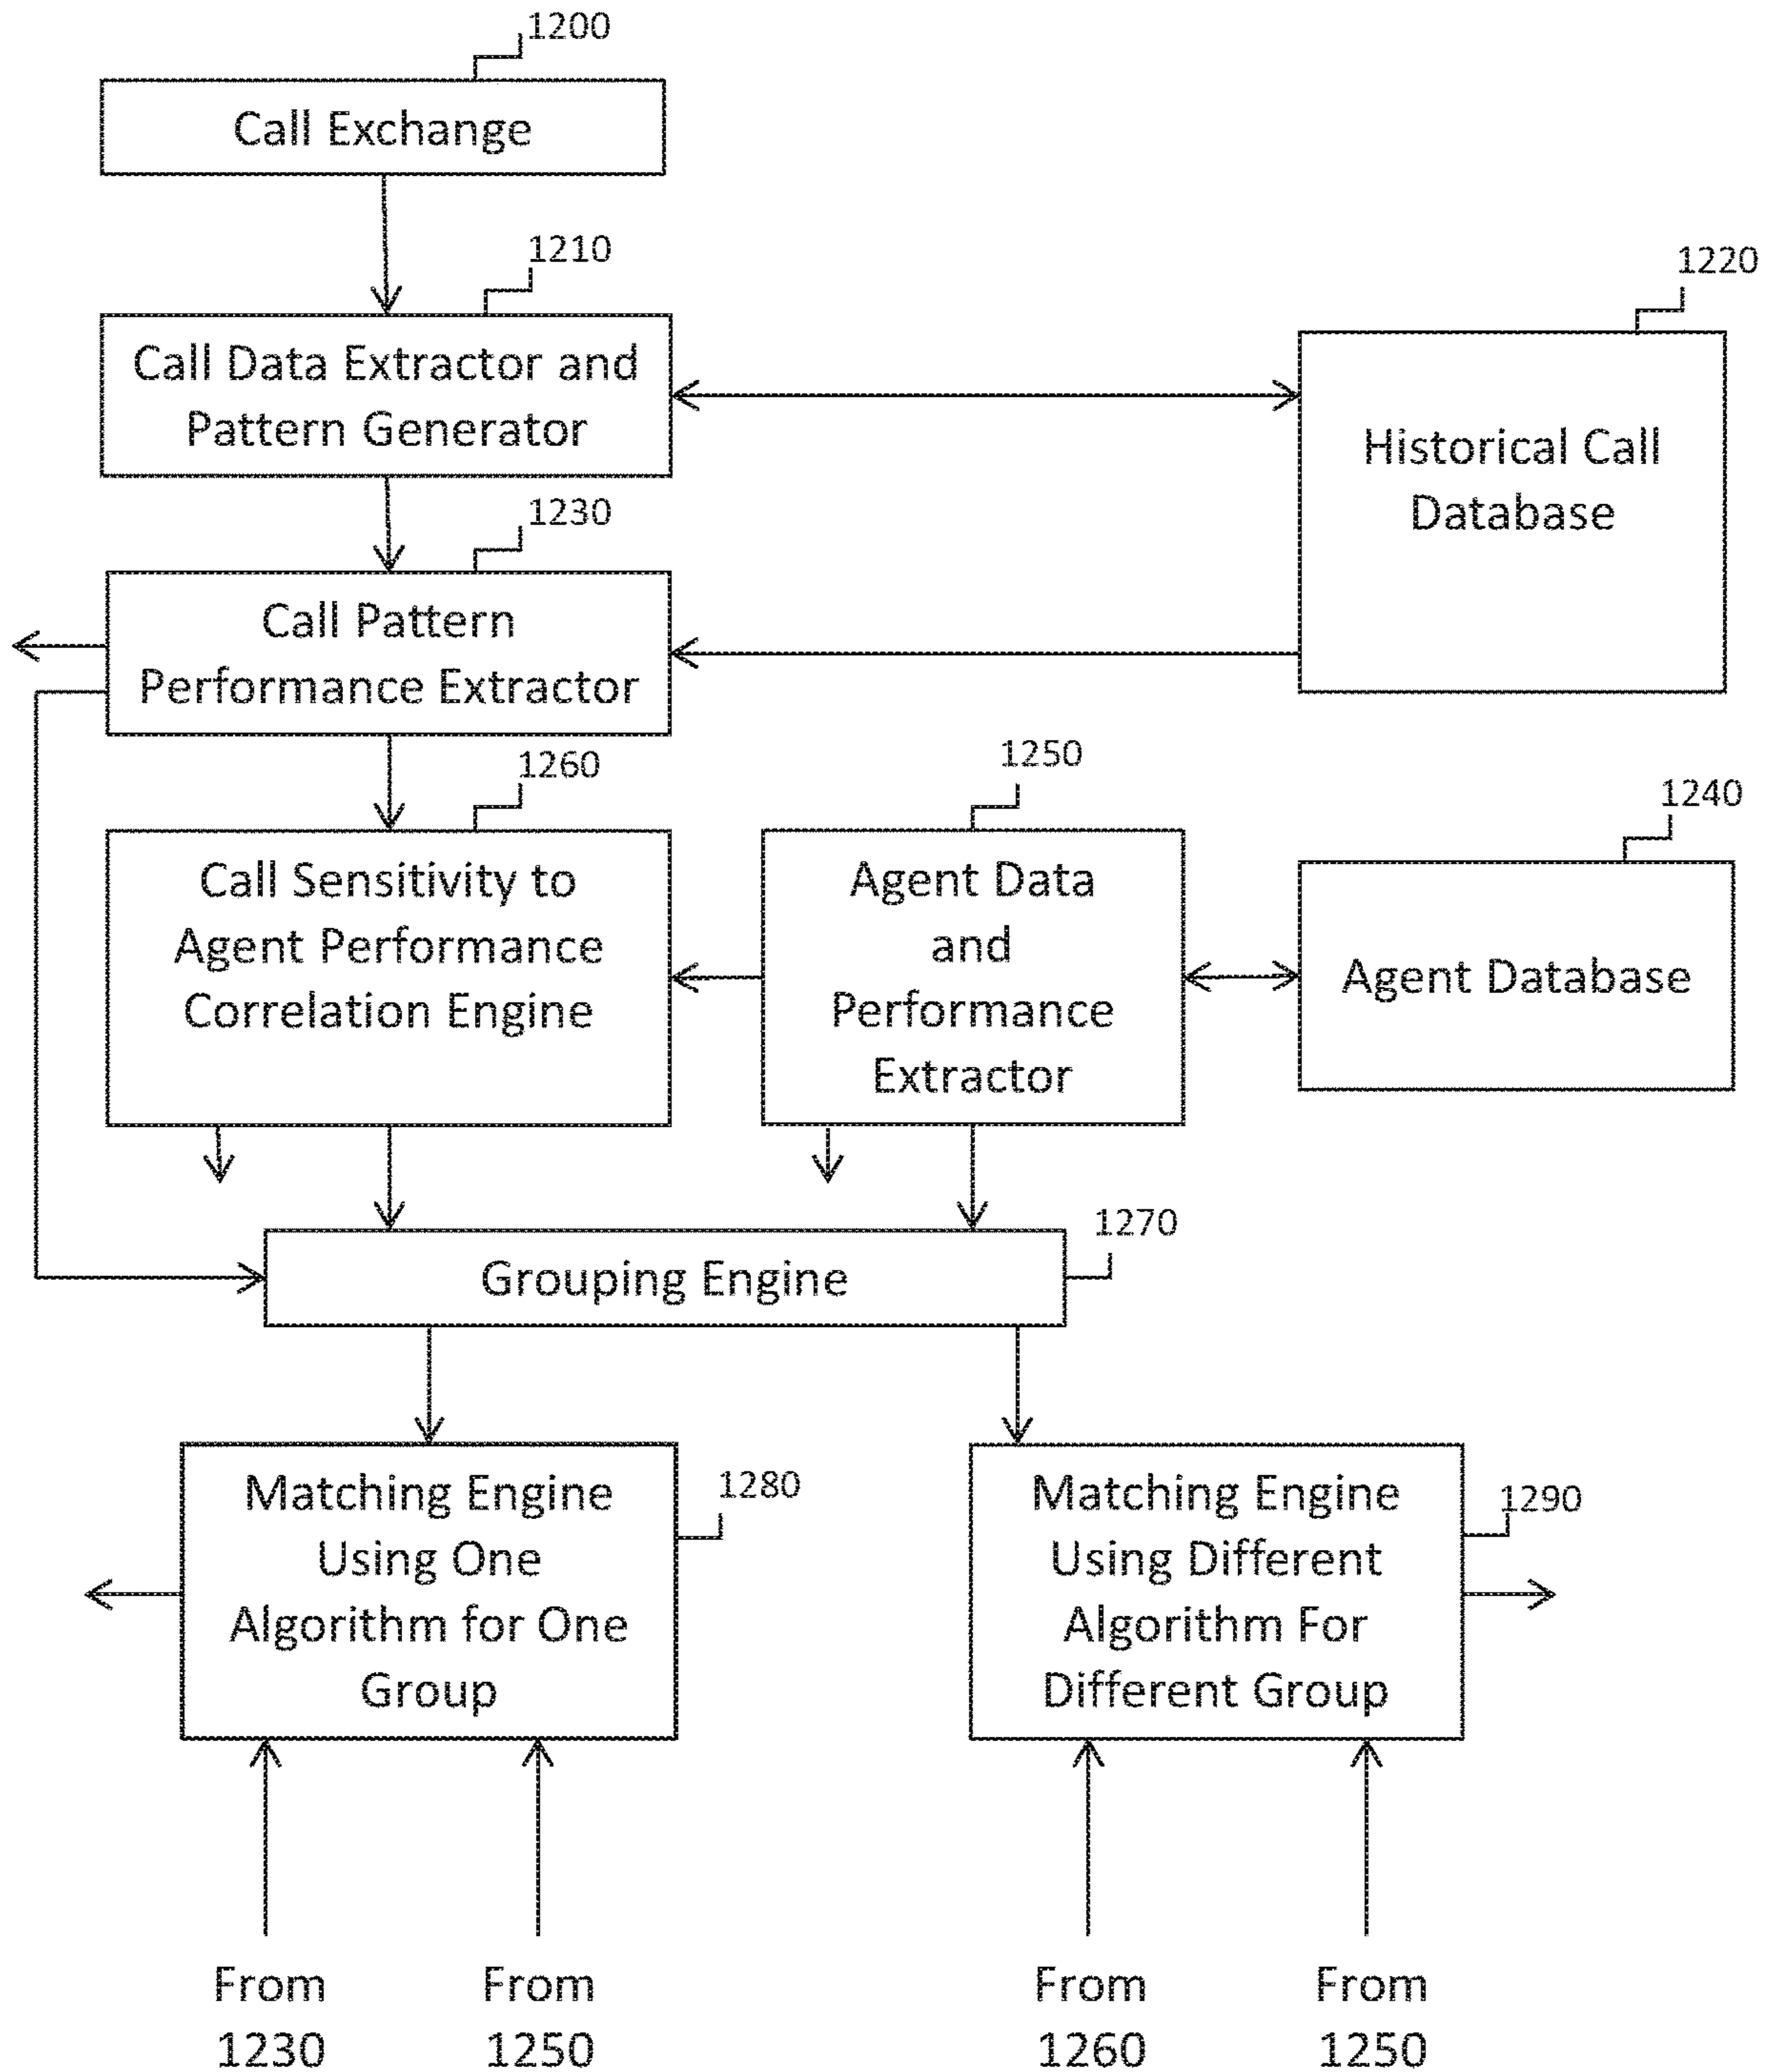 1200
Call Exchange
1210
1220
Call Data Extractor and
Pattern Generator
Historical Call
Database
1230
Call Pattern
Performance Extractor
1260
1250
1240
Call Sensitivity to
Agent Performance
Correlation Engine
Agent Data
and
Performance
Extractor
Agent Database
1270
Grouping Engine
1280
Matching Engine
Using One
Algorithm for One
Group
1290
Matching Engine
Using Different
Algorithm For
Different Group
From
1230
From
1250
From
1260
From
1250